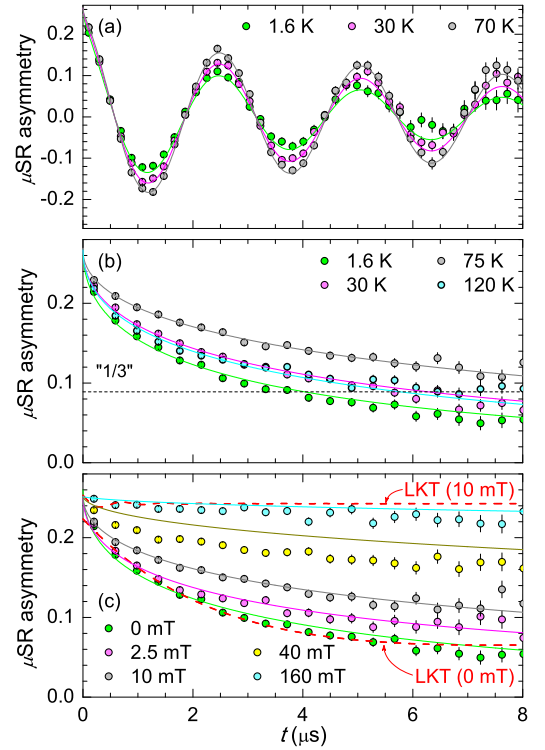 (a)
1.6 K
30 K
70 K
0.2
0.1
0.0
-0.1
-0.2
μSR asymmetry
(b)
1.6 K
75 K
30 K
120 K
0.2
0.1
0.0
"1/3"
μSR asymmetry
LKT (10 mT)
0.2
0.1
0.0
μSR asymmetry
(c)
0 mT
2.5 mT
40 mT
10 mT
160 mT
LKT (0 mT)
0
2
4
6
8
t (μs)